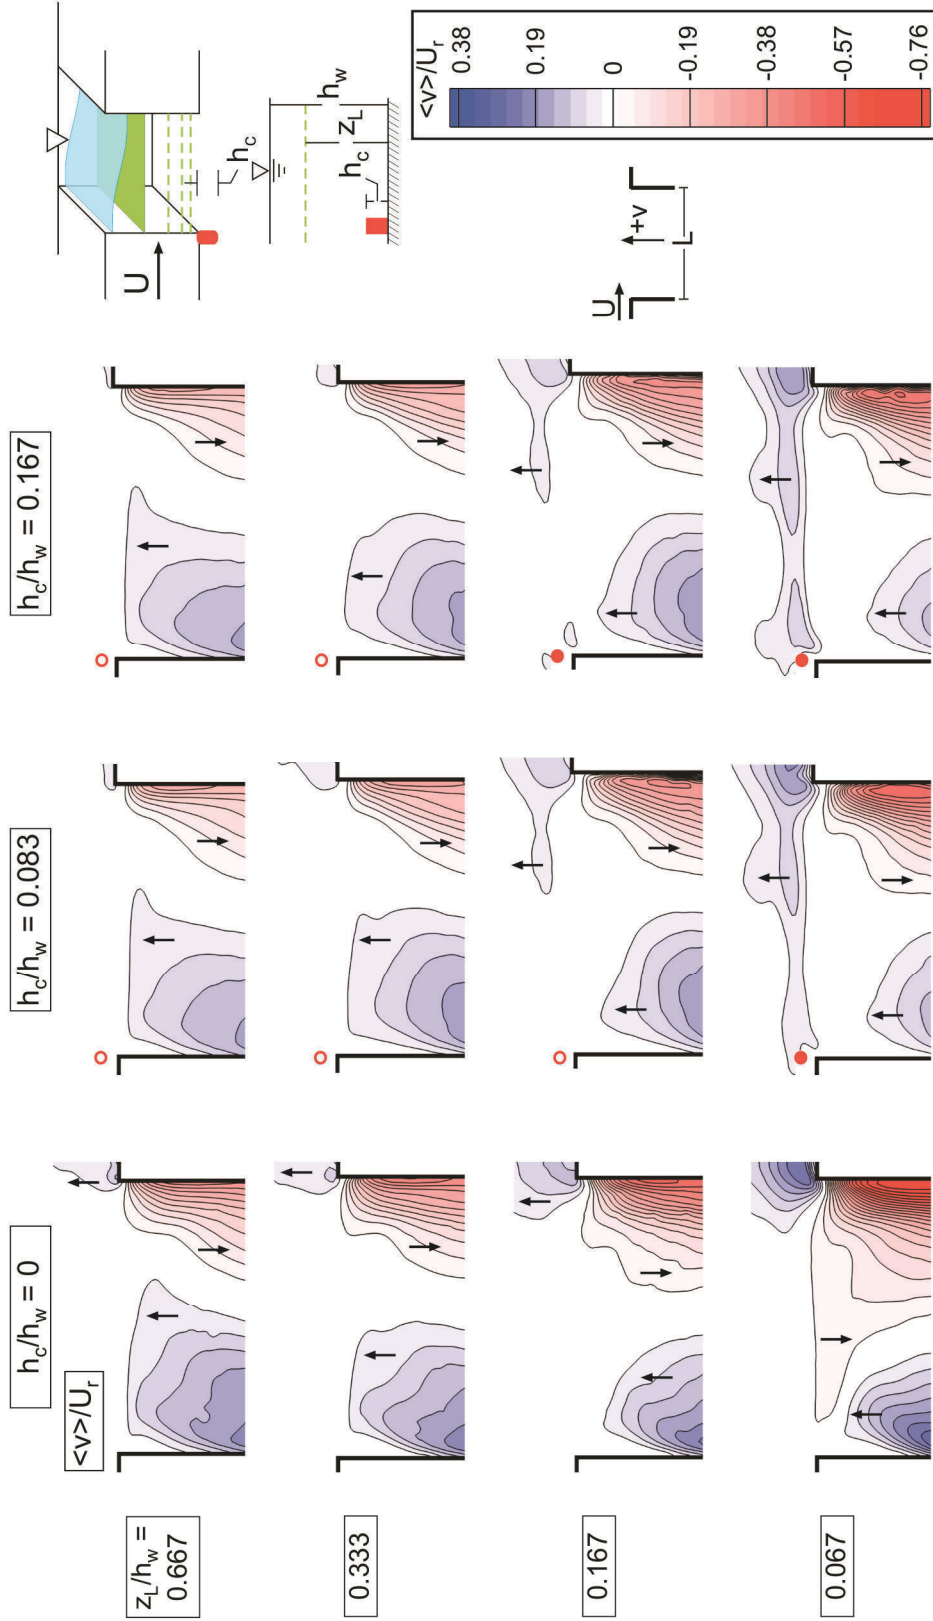 h_c/h_w = 0
h_c/h_w = 0.083
h_c/h_w = 0.167
<v>/U_r
z_L/h_w =
0.667
0.333
0.167
0.067
U
h_c
h_c
z_L
h_w
U
+v
L
<v>/U_r
0.38
0.19
0
-0.19
-0.38
-0.57
-0.76